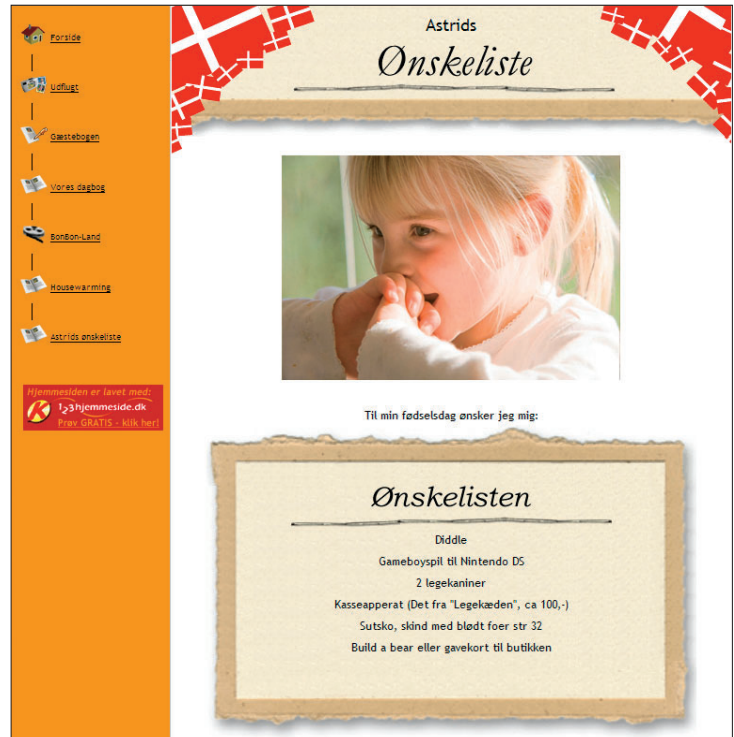 Forside
Udflugt
Gæstebogen
Vores dagbog
BonBon-Land
Housewarming
Astrids ønskeliste
Hjemmesiden er lavet med:
123hjemmeside.dk
Prøv GRATIS - klik her!
Astrids
Ønskeliste
Til min fødselsdag ønsker jeg mig:
Ønskelisten
Diddle
Gameboyspil til Nintendo DS
2 legekaniner
Kasseapperat (Det fra "Legekæden", ca 100,-)
Sutsko, skind med blødt foer str 32
Build a bear eller gavekort til butikken